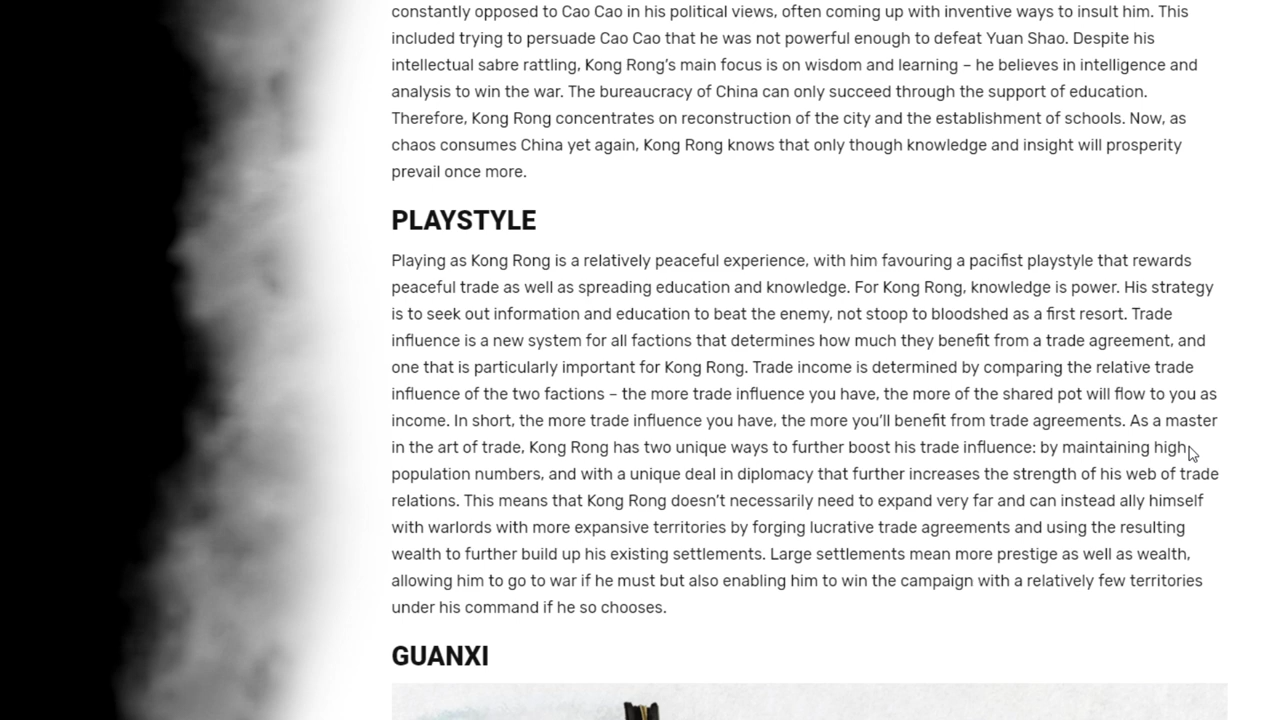 constantly opposed to Cao Cao in his political views, often coming up with inventive ways to insult him. This
included trying to persuade Cao Cao that he was not powerful enough to defeat Yuan Shao. Despite his
intellectual sabre rattling, Kong Rong’s main focus is on wisdom and learning – he believes in intelligence and
analysis to win the war. The bureaucracy of China can only succeed through the support of education.
Therefore, Kong Rong concentrates on reconstruction of the city and the establishment of schools. Now, as
chaos consumes China yet again, Kong Rong knows that only though knowledge and insight will prosperity
prevail once more.
PLAYSTYLE
Playing as Kong Rong is a relatively peaceful experience, with him favouring a pacifist playstyle that rewards
peaceful trade as well as spreading education and knowledge. For Kong Rong, knowledge is power. His strategy
is to seek out information and education to beat the enemy, not stoop to bloodshed as a first resort. Trade
influence is a new system for all factions that determines how much they benefit from a trade agreement, and
one that is particularly important for Kong Rong. Trade income is determined by comparing the relative trade
influence of the two factions – the more trade influence you have, the more of the shared pot will flow to you as
income. In short, the more trade influence you have, the more you’ll benefit from trade agreements. As a master
in the art of trade, Kong Rong has two unique ways to further boost his trade influence: by maintaining high
population numbers, and with a unique deal in diplomacy that further increases the strength of his web of trade
relations. This means that Kong Rong doesn’t necessarily need to expand very far and can instead ally himself
with warlords with more expansive territories by forging lucrative trade agreements and using the resulting
wealth to further build up his existing settlements. Large settlements mean more prestige as well as wealth,
allowing him to go to war if he must but also enabling him to win the campaign with a relatively few territories
under his command if he so chooses.
GUANXI